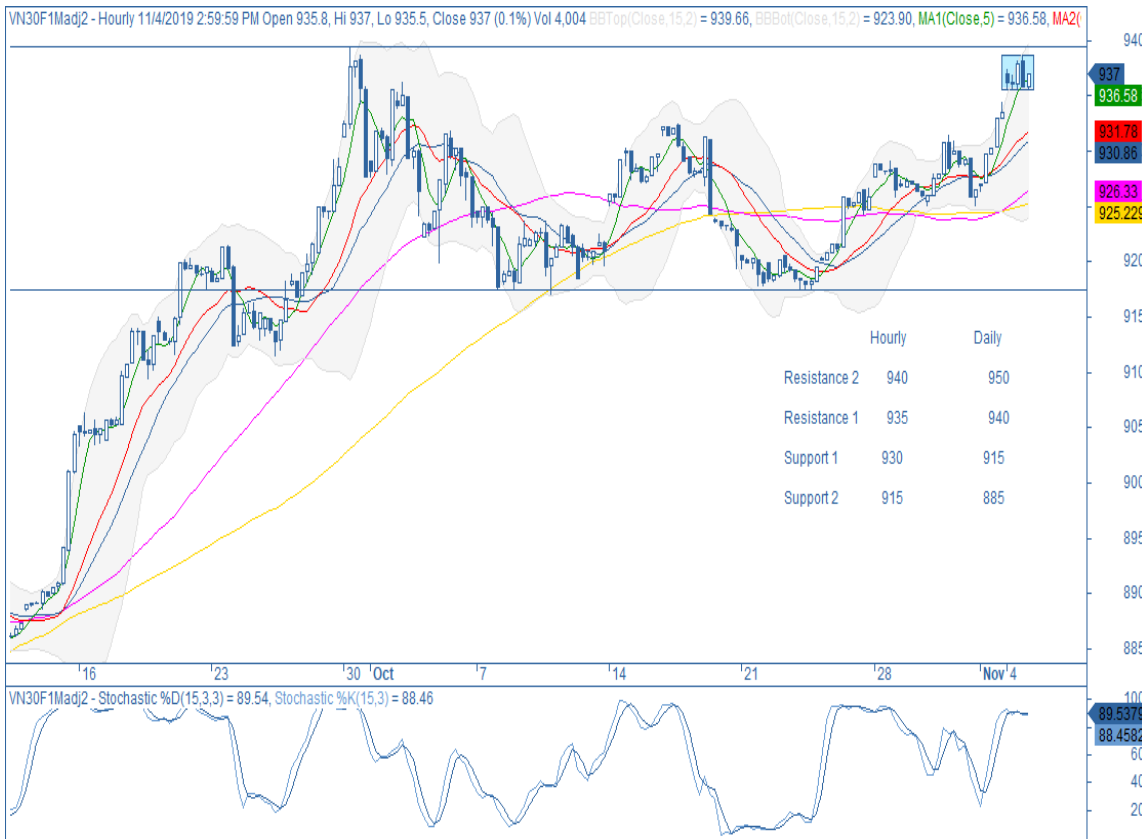 VN30F1Madj2 - Hourly 11/4/2019 2:59:59 PM Open 935.8, Hi 937, Lo 935.5, Close 937 (0.1%) Vol 4,004 BBTop(Close,15,2) = 939.66, BBBot(Close,15,2) = 923.90, MA1(Close,5) = 936.58, MA2(
940
937
936.58
931.78
930.86
926.33
925.229
920
915
910
905
900
895
890
885
Hourly Daily
Resistance 2 940 950
Resistance 1 935 940
Support 1 930 915
Support 2 915 885
16 23 30 Oct 7 14 21 28 Nov 4
VN30F1Madj2 - Stochastic %D(15,3,3) = 89.54, Stochastic %K(15,3) = 88.46
100
89.5379
88.4582
60
40
20